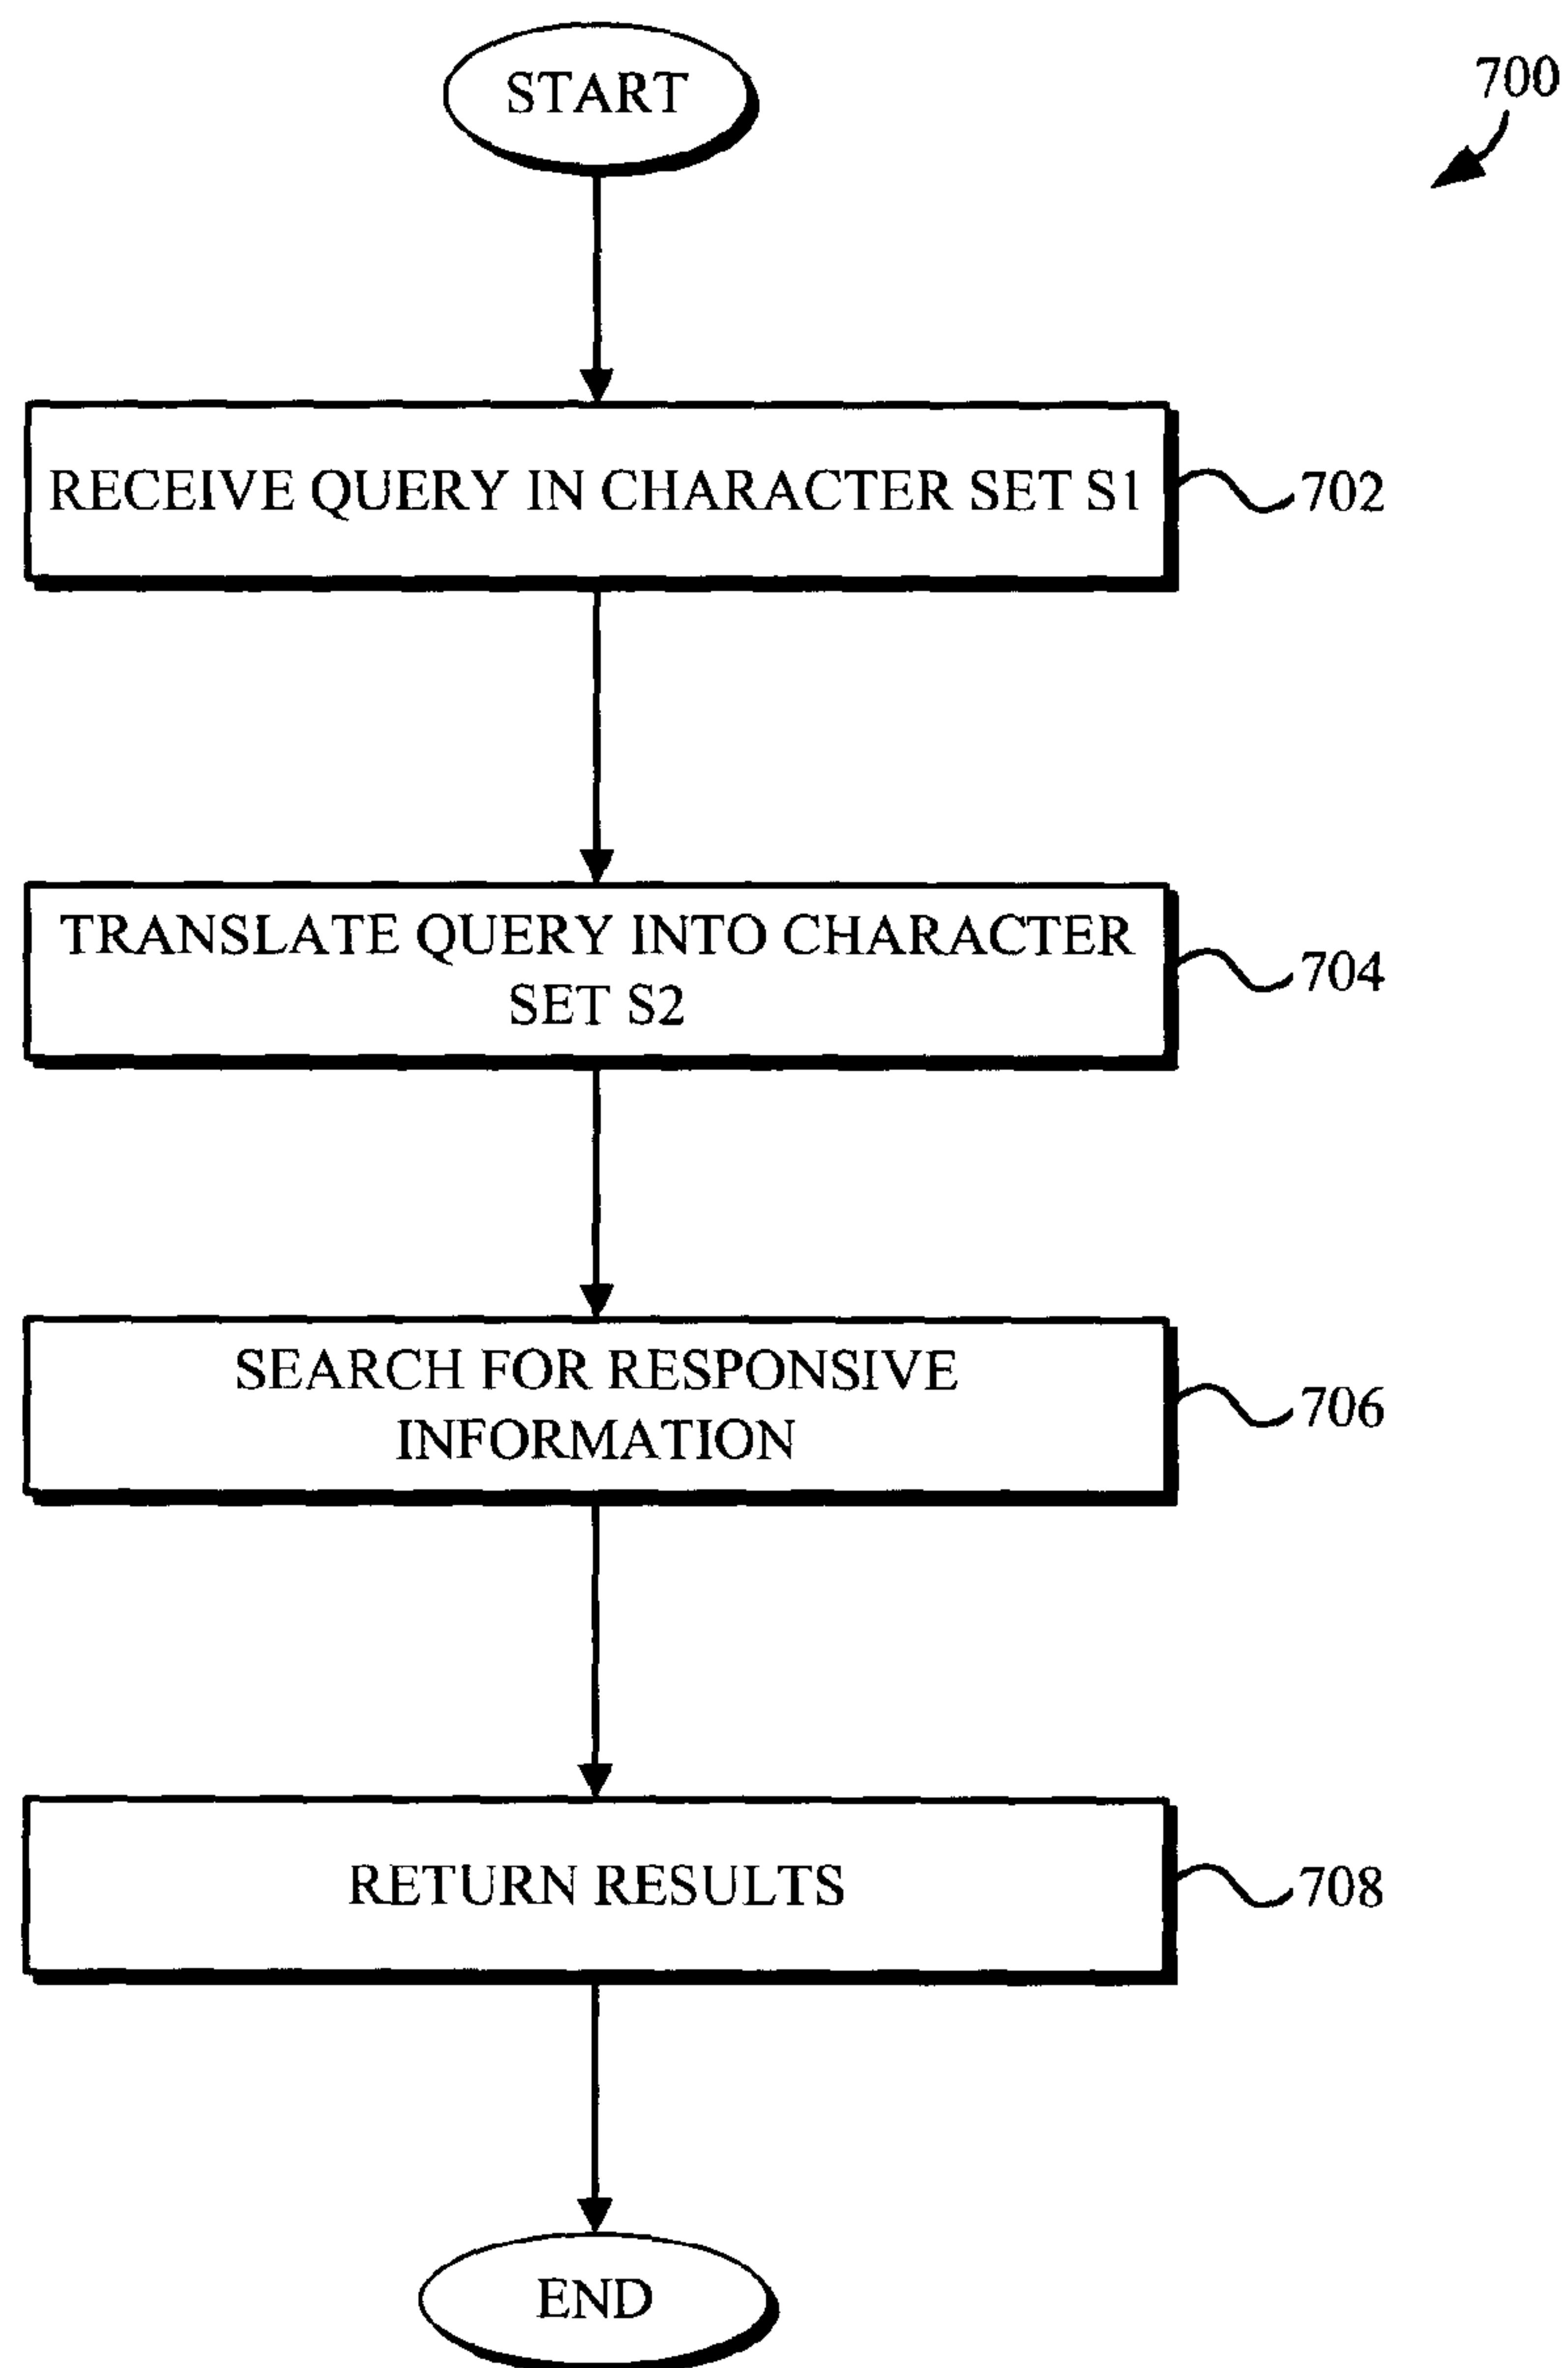 START
700
RECEIVE QUERY IN CHARACTER SET S1
702
TRANSLATE QUERY INTO CHARACTER
SET S2
704
SEARCH FOR RESPONSIVE
INFORMATION
706
RETURN RESULTS
708
END